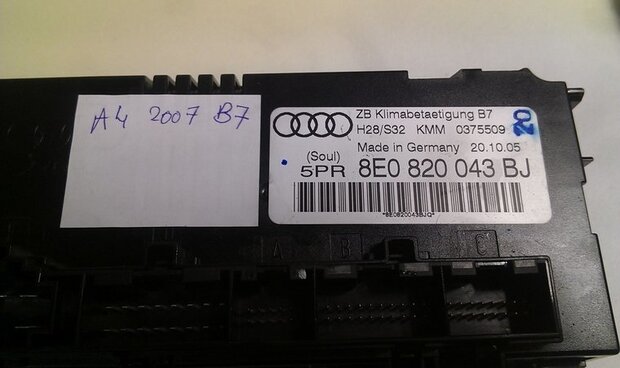 A4 2007 B7
ZB Klimabetaetigung B7
H28/S32 KMM 0375509
20
Made in Germany 20.10.05
(Soul)
5PR 8E0 820 043 BJ
*8E0820043BJQ*
A B C